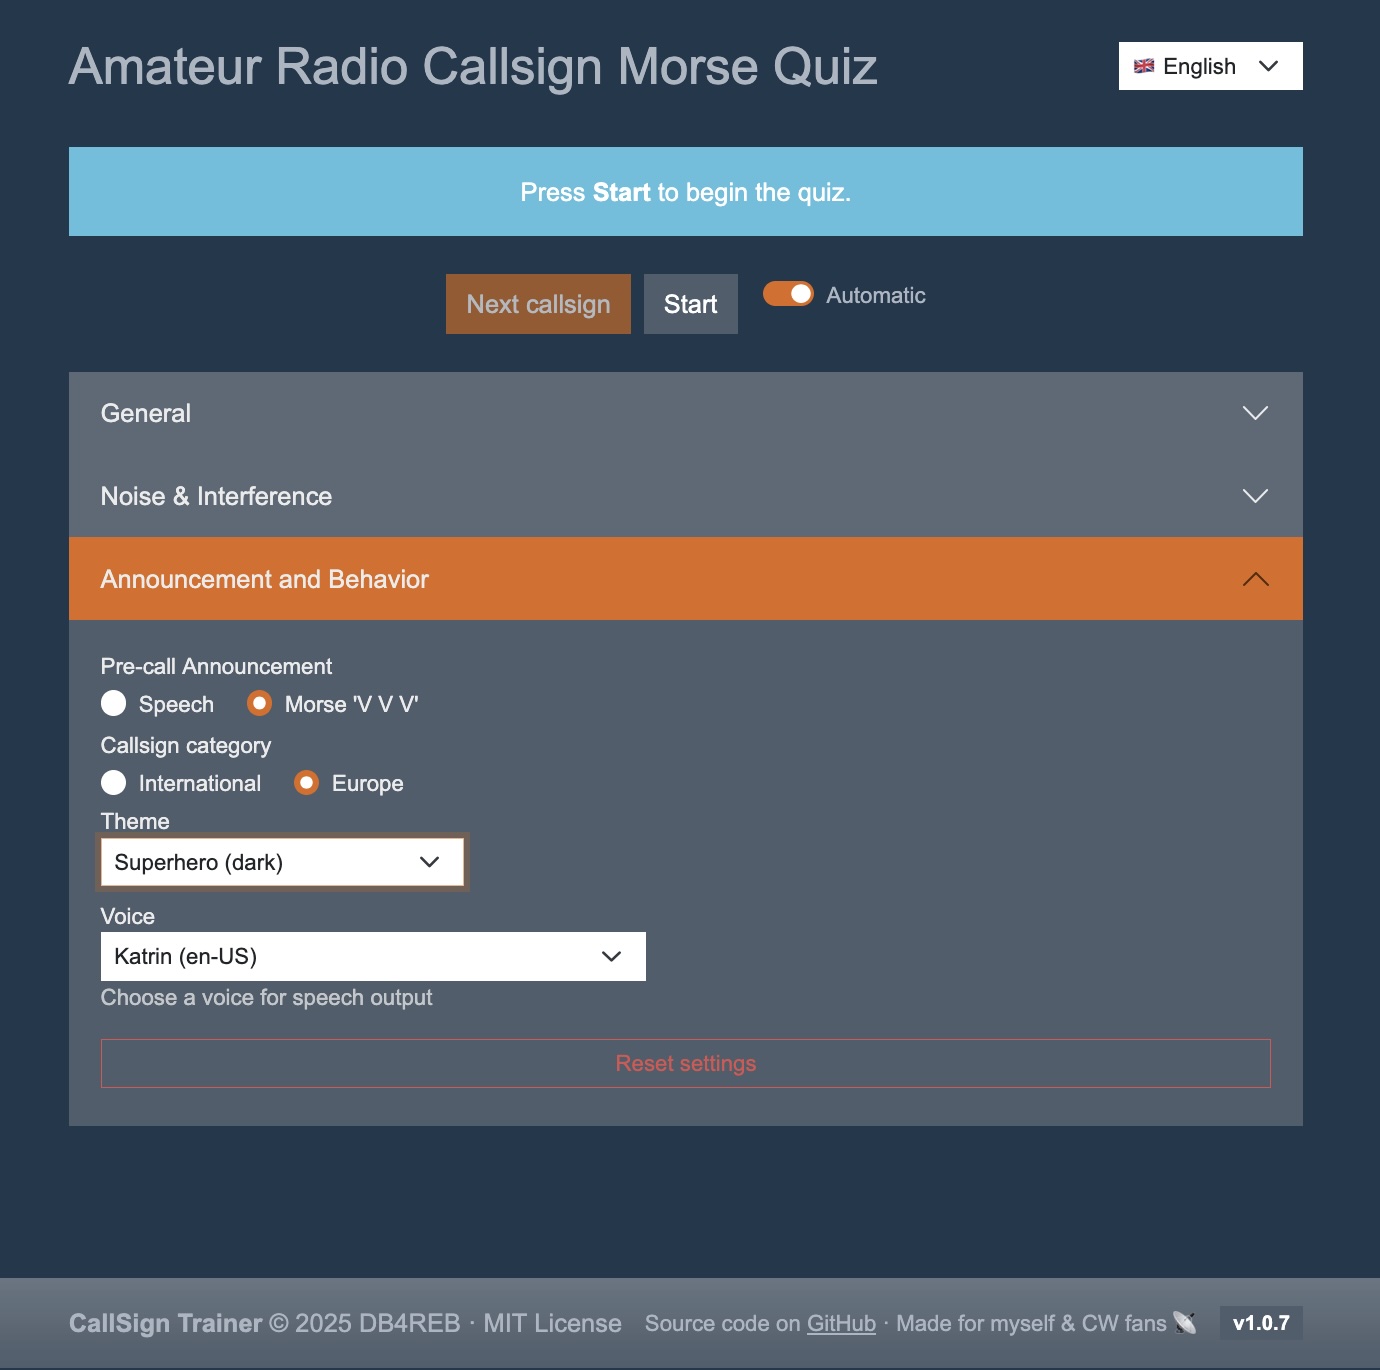 Amateur Radio Callsign Morse Quiz
English
Press Start to begin the quiz.
Next callsign
Start
Automatic
General
Noise & Interference
Announcement and Behavior
Pre-call Announcement
Speech
Morse 'V V V'
Callsign category
International
Europe
Theme
Superhero (dark)
Voice
Katrin (en-US)
Choose a voice for speech output
Reset settings
CallSign Trainer © 2025 DB4REB · MIT License
Source code on GitHub · Made for myself & CW fans
v1.0.7